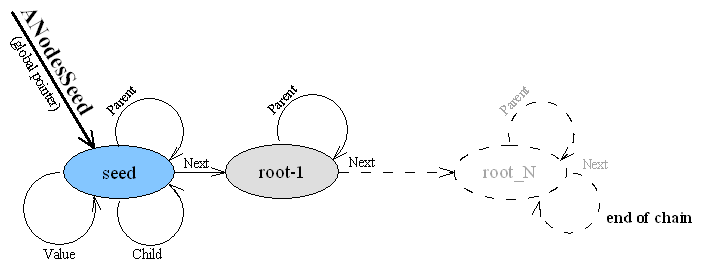 ANodesSeed
(global pointer)
Parent
Parent
Parent
seed
Next
root-1
Next
root_N
Next
end of chain
Value
Child